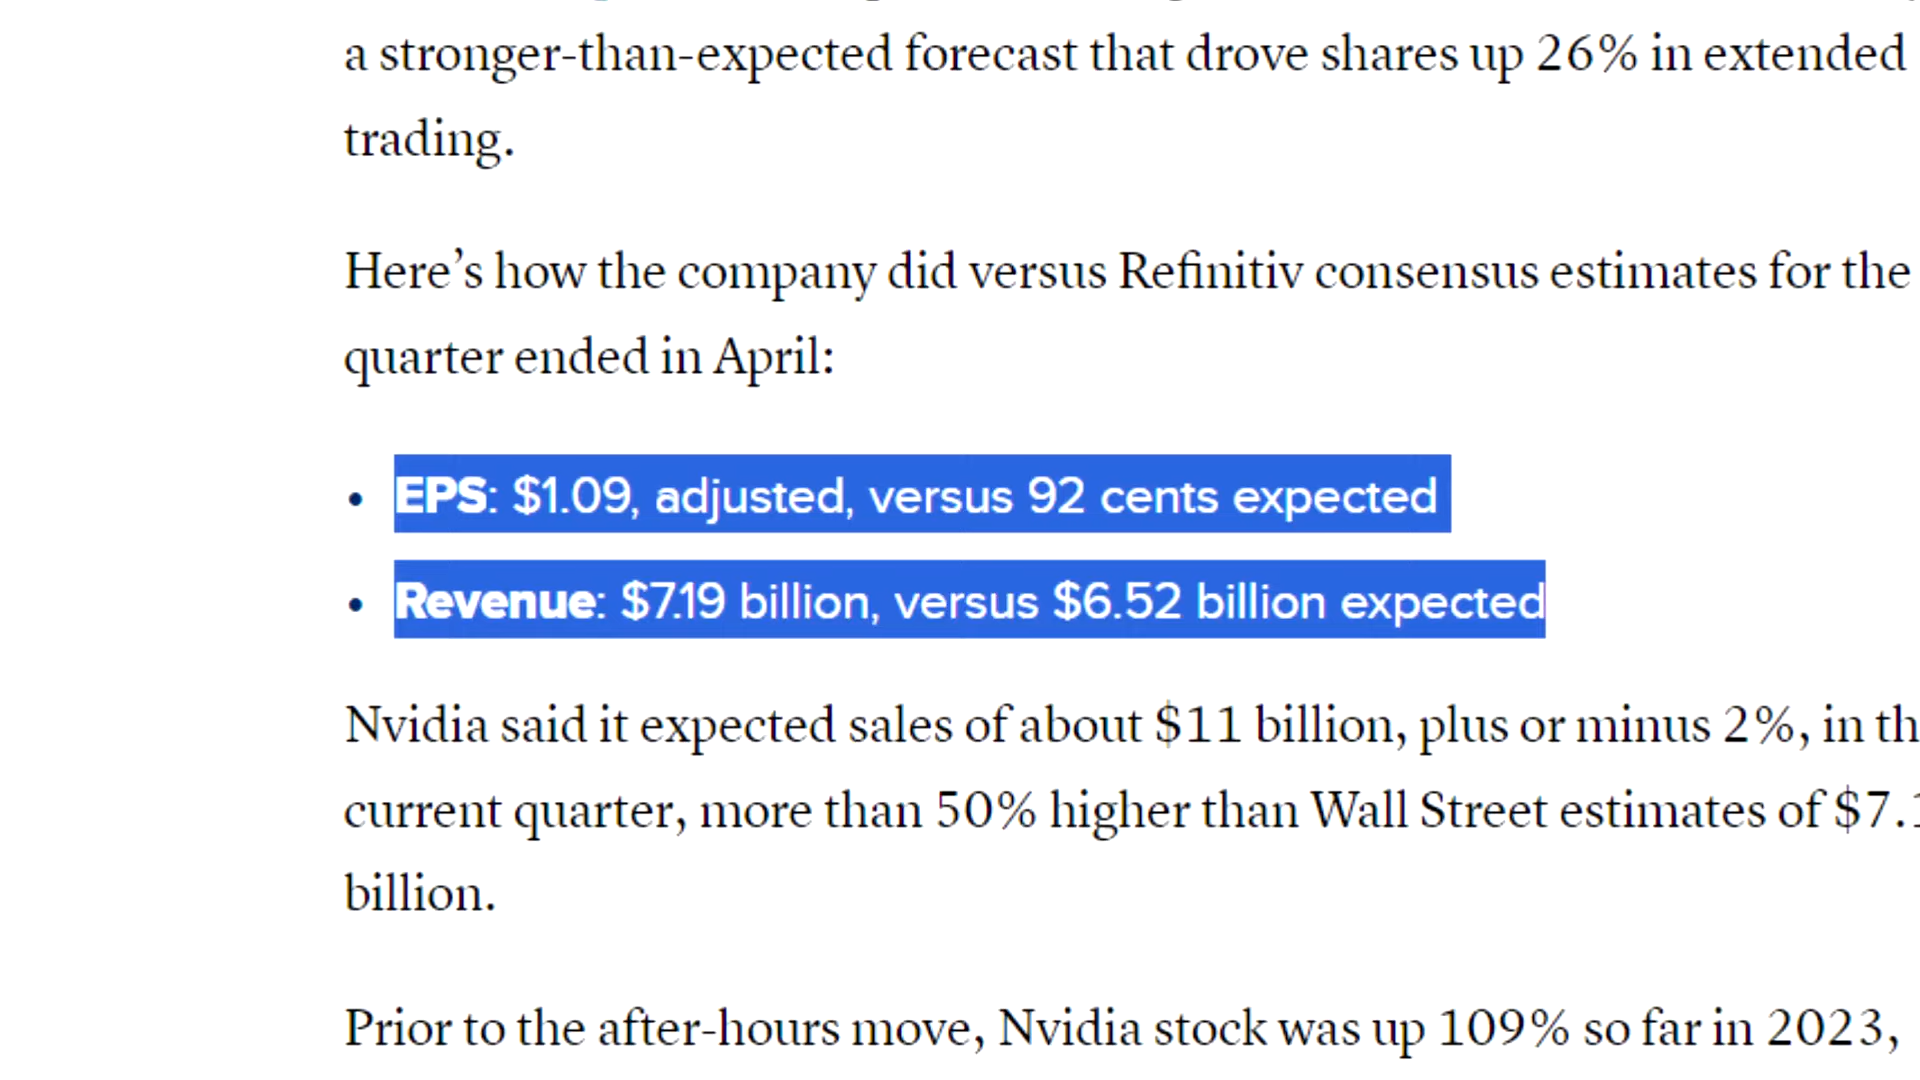 a stronger-than-expected forecast that drove shares up 26% in extended
trading.
Here’s how the company did versus Refinitiv consensus estimates for the
quarter ended in April:
• EPS: $1.09, adjusted, versus 92 cents expected
• Revenue: $7.19 billion, versus $6.52 billion expected
Nvidia said it expected sales of about $11 billion, plus or minus 2%, in
current quarter, more than 50% higher than Wall Street estimates of
billion.
Prior to the after-hours move, Nvidia stock was up 109% so far in 2023,